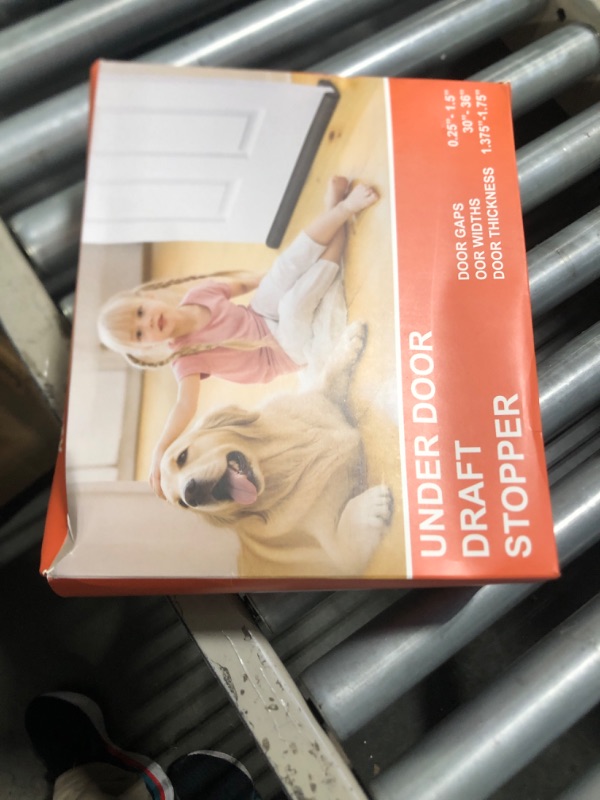 UNDER DOOR
DRAFT
STOPPER
DOOR GAPS 0.25"- 1.5"
OOR WIDTHS 30"- 36"
DOOR THICKNESS 1.375"-1.75"